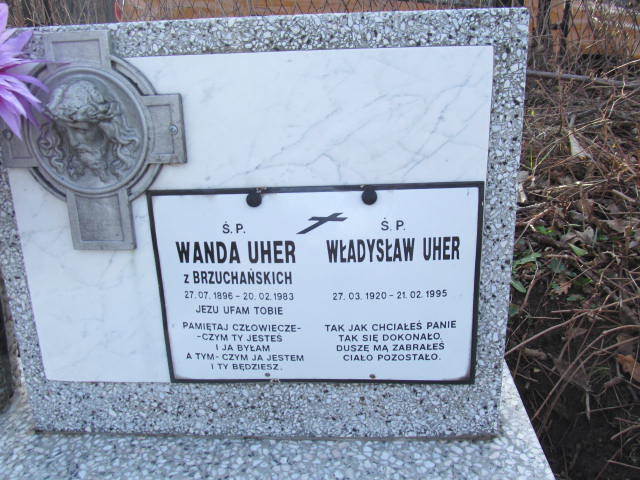 Ś. P.
WANDA UHER
z BRZUCHAŃSKICH
27. 07. 1896 - 20. 02. 1983
JEZU UFAM TOBIE
PAMIĘTAJ CZŁOWIECZE-
-CZYM TY JESTEŚ
I JA BYŁAM
A TYM- CZYM JA JESTEM
I TY BĘDZIESZ.
Ś. P.
WŁADYSŁAW UHER
27. 03. 1920 - 21. 02. 1995
TAK JAK CHCIAŁEŚ PANIE
TAK SIĘ DOKONAŁO,
DUSZĘ MĄ ZABRAŁEŚ
CIAŁO POZOSTAŁO.